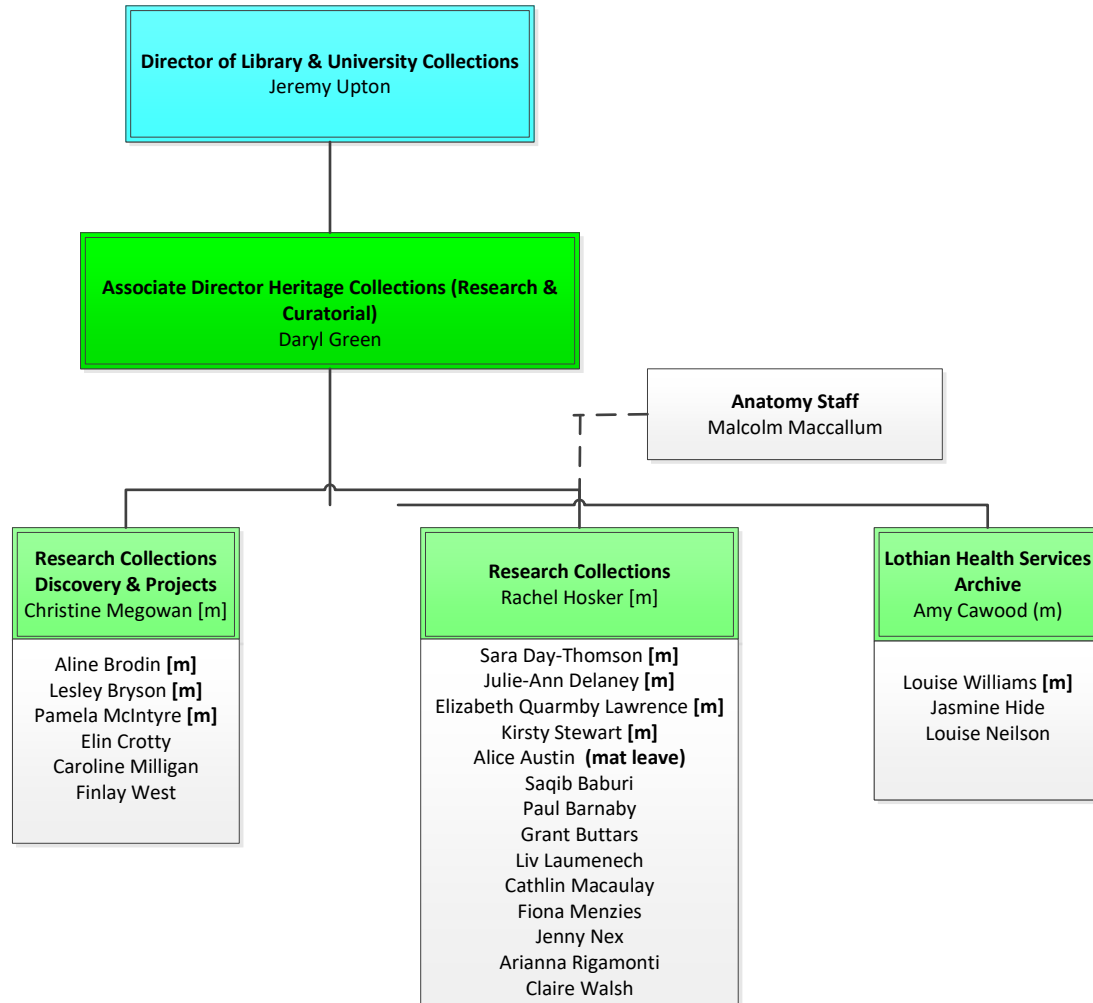 Director of Library & University Collections
Jeremy Upton
Associate Director Heritage Collections (Research &
Curatorial)
Daryl Green
Anatomy Staff
Malcolm Maccallum
Research Collections
Discovery & Projects
Christine Megowan [m]
Aline Brodin [m]
Lesley Bryson [m]
Pamela McIntyre [m]
Elin Crotty
Caroline Milligan
Finlay West
Research Collections
Rachel Hosker [m]
Sara Day-Thomson [m]
Julie-Ann Delaney [m]
Elizabeth Quarmby Lawrence [m]
Kirsty Stewart [m]
Alice Austin (mat leave)
Saqib Baburi
Paul Barnaby
Grant Buttars
Liv Laumenech
Cathlin Macaulay
Fiona Menzies
Jenny Nex
Arianna Rigamonti
Claire Walsh
Lothian Health Services
Archive
Amy Cawood (m)
Louise Williams [m]
Jasmine Hide
Louise Neilson